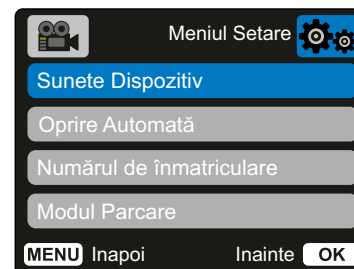 Meniul Setare
Sunete Dispozitiv
Oprire Automată
Numărul de înmatriculare
Modul Parcare
MENU Inapoi Inainte OK